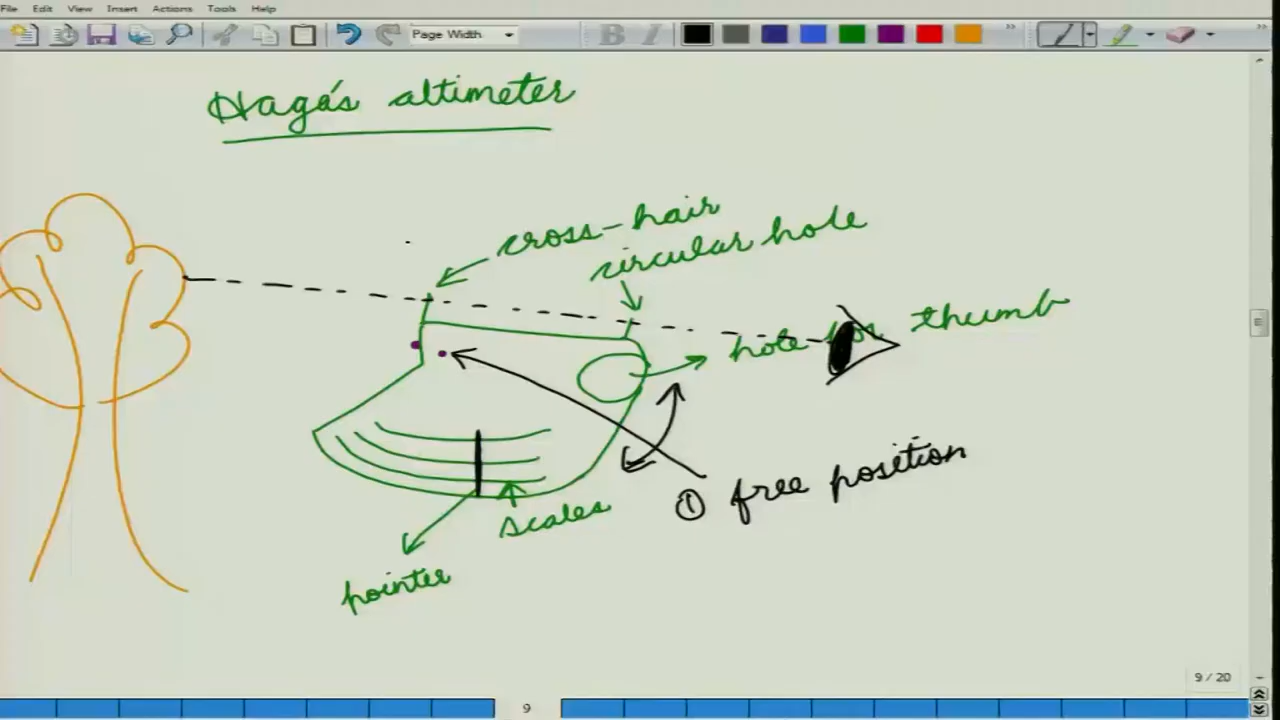 File Edit View Insert Actions Tools Help
Page Width
B I
Haga's altimeter
cross-hair
circular hole
hole for thumb
① free position
scales
pointer
9 / 20
9